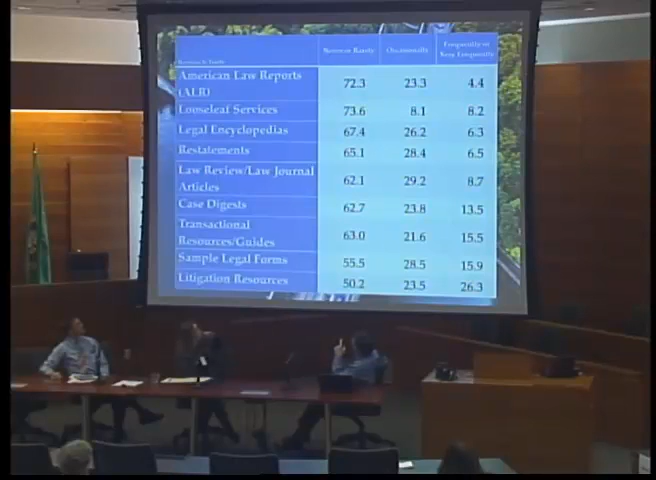 Research Tools Never or Rarely Occasionally Frequently or Very Frequently
American Law Reports (ALR) 72.3 23.3 4.4
Looseleaf Services 73.6 8.1 8.2
Legal Encyclopedias 67.4 26.2 6.3
Restatements 65.1 28.4 6.5
Law Review/Law Journal Articles 62.1 29.2 8.7
Case Digests 62.7 23.8 13.5
Transactional Resources/Guides 63.0 21.6 15.5
Sample Legal Forms 55.5 28.5 15.9
Litigation Resources 50.2 23.5 26.3